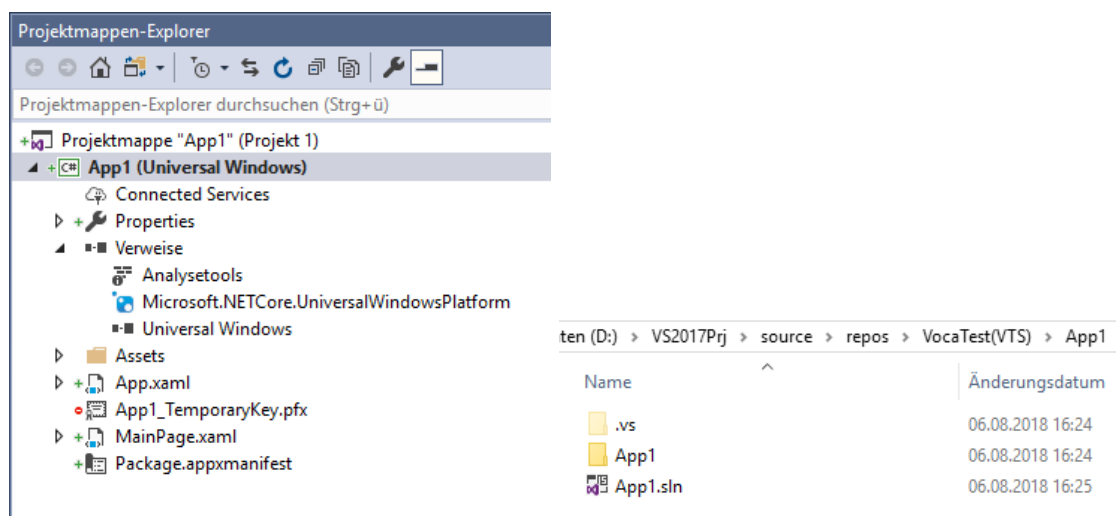 Projektmappen-Explorer
Projektmappen-Explorer durchsuchen (Strg+ü)
Projektmappe "App1" (Projekt 1)
C# App1 (Universal Windows)
Connected Services
Properties
Verweise
Analysetools
Microsoft.NETCore.UniversalWindowsPlatform
Universal Windows
Assets
App.xaml
App1_TemporaryKey.pfx
MainPage.xaml
Package.appxmanifest
ten (D:) > VS2017Prj > source > repos > VocaTest(VTS) > App1
Name Änderungsdatum
.vs 06.08.2018 16:24
App1 06.08.2018 16:24
App1.sln 06.08.2018 16:25